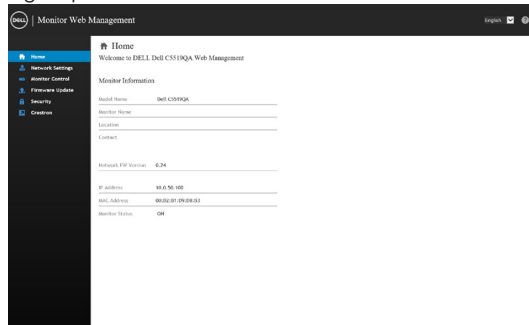 DELL | Monitor Web Management
English
Home
Network Settings
Monitor Control
Firmware Update
Security
Crestron
Home
Welcome to DELL Dell C5519QA Web Management
Monitor Information
Model Name Dell C5519QA
Monitor Name
Location
Contact
Network FW Version 0.24
IP address 10.0.50.100
MAC Address
Monitor Status ON